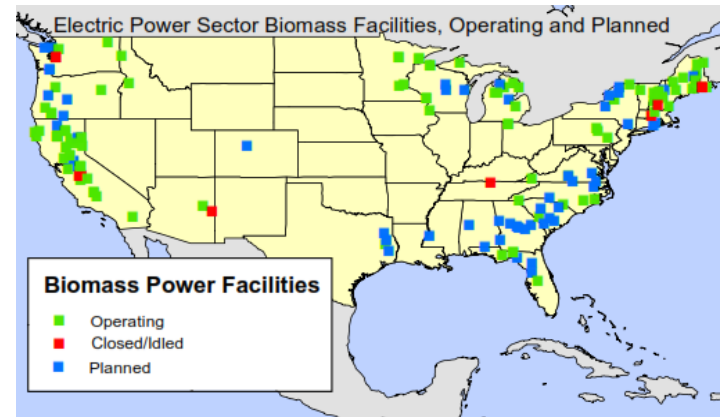 Electric Power Sector Biomass Facilities, Operating and Planned
Biomass Power Facilities
Operating
Closed/Idled
Planned